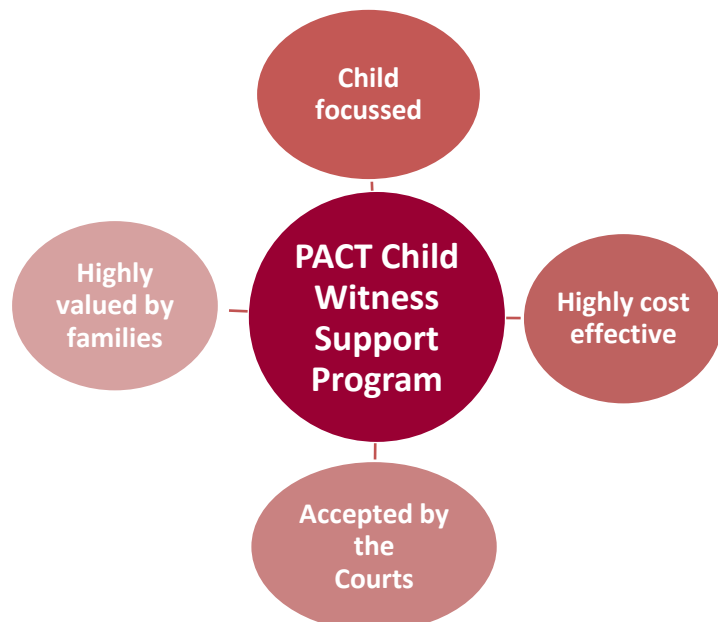 Child
focussed
PACT Child
Witness
Support
Program
Highly
valued by
families
Highly cost
effective
Accepted by
the
Courts